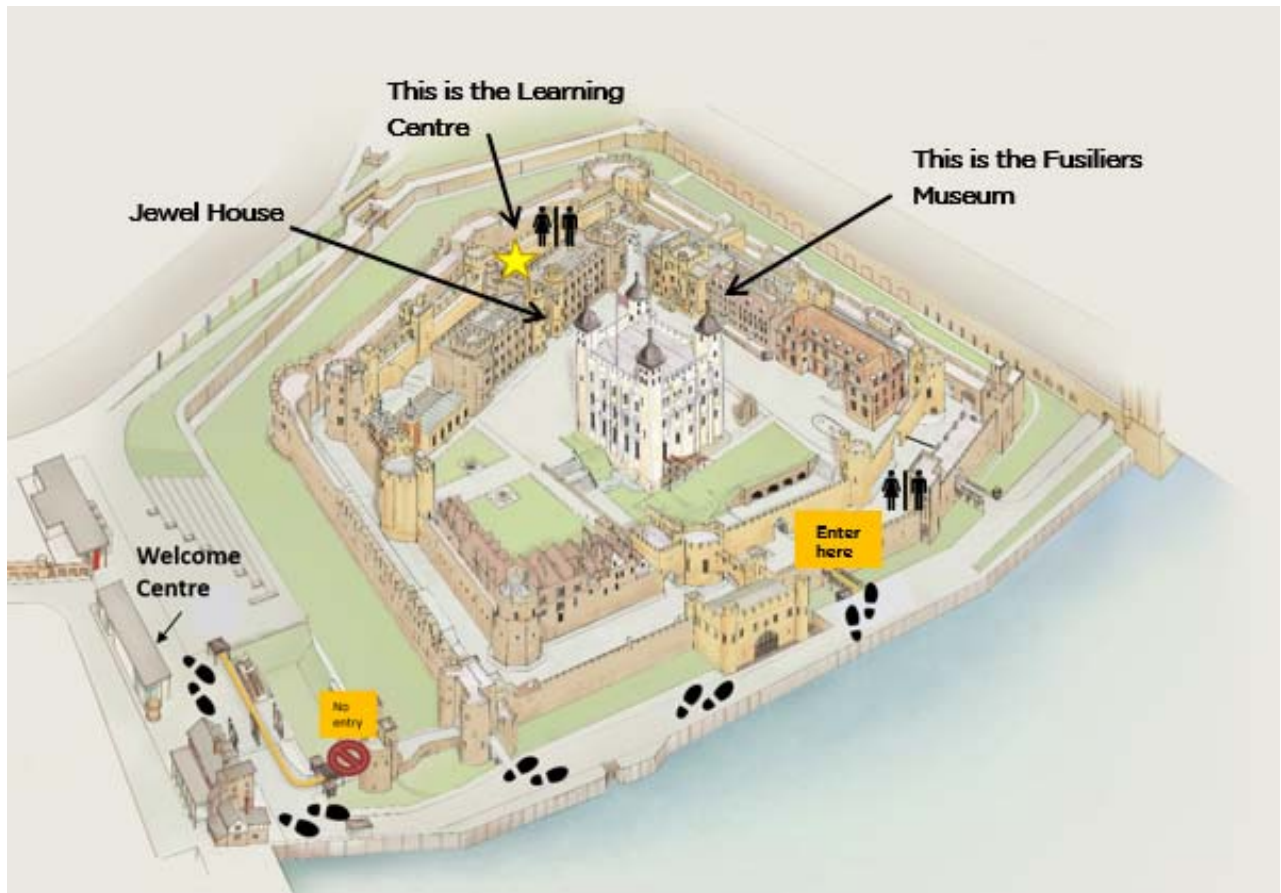 This is the Learning
Centre
This is the Fusiliers
Museum
Jewel House
Enter
here
Welcome
Centre
No
entry